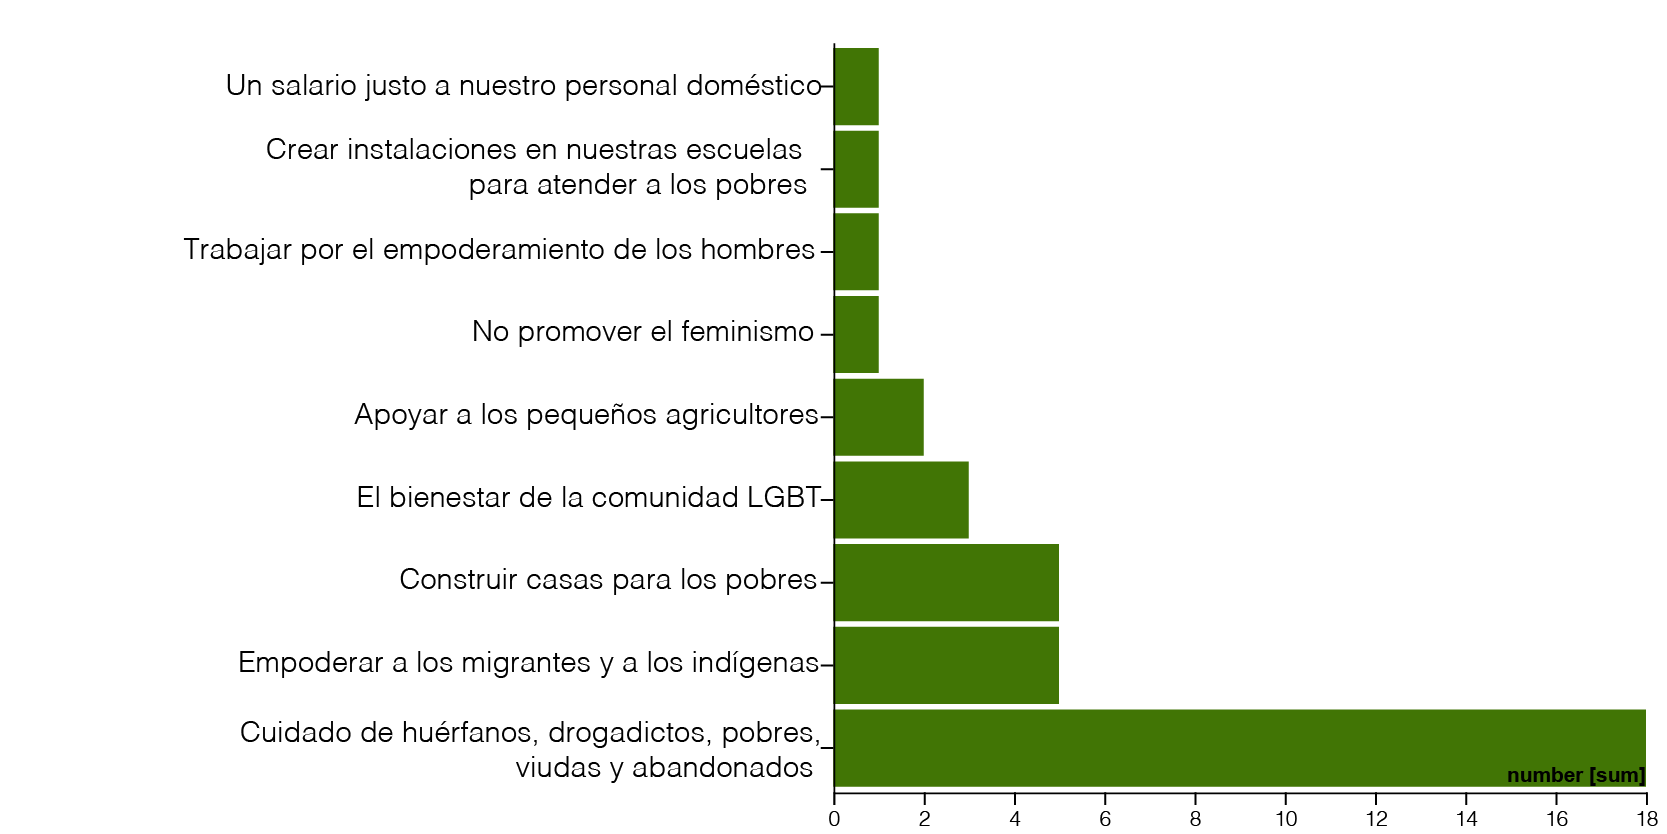 Un salario justo a nuestro personal doméstico
Crear instalaciones en nuestras escuelas
para atender a los pobres
Trabajar por el empoderamiento de los hombres
No promover el feminismo
Apoyar a los pequeños agricultores
El bienestar de la comunidad LGBT
Construir casas para los pobres
Empoderar a los migrantes y a los indígenas
Cuidado de huérfanos, drogadictos, pobres,
viudas y abandonados
number [sum]
0 2 4 6 8 10 12 14 16 18